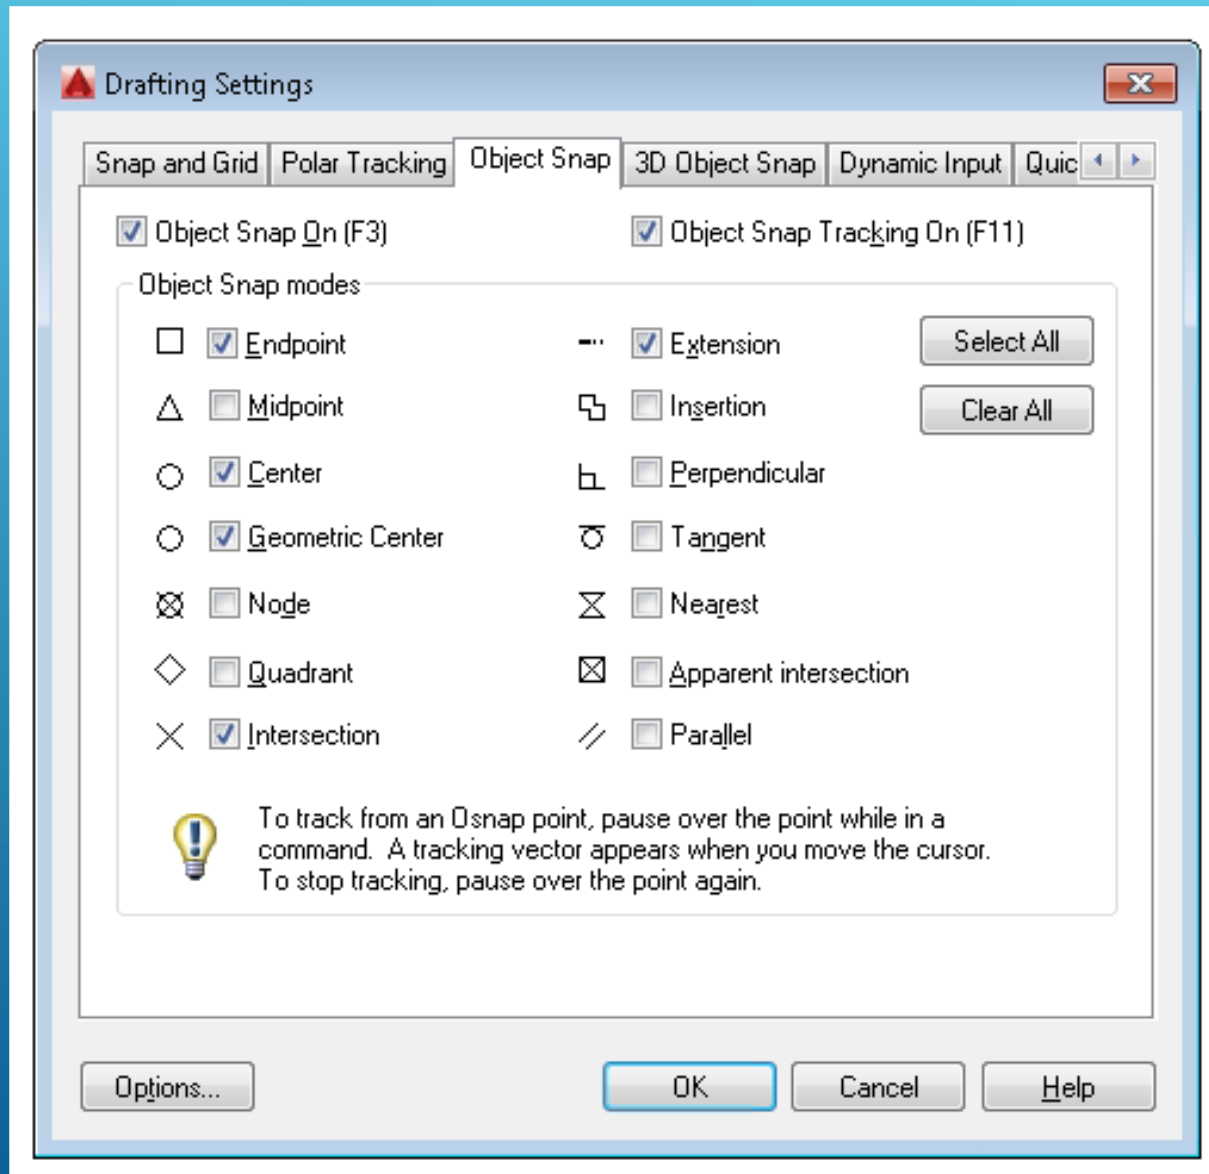 Drafting Settings
Snap and Grid Polar Tracking Object Snap 3D Object Snap Dynamic Input Quic
Object Snap On (F3) Object Snap Tracking On (F11)
Object Snap modes
Endpoint Extension Select All
Midpoint Insertion Clear All
Center Perpendicular
Geometric Center Tangent
Node Nearest
Quadrant Apparent intersection
Intersection Parallel
To track from an Osnap point, pause over the point while in a
command. A tracking vector appears when you move the cursor.
To stop tracking, pause over the point again.
Options... OK Cancel Help